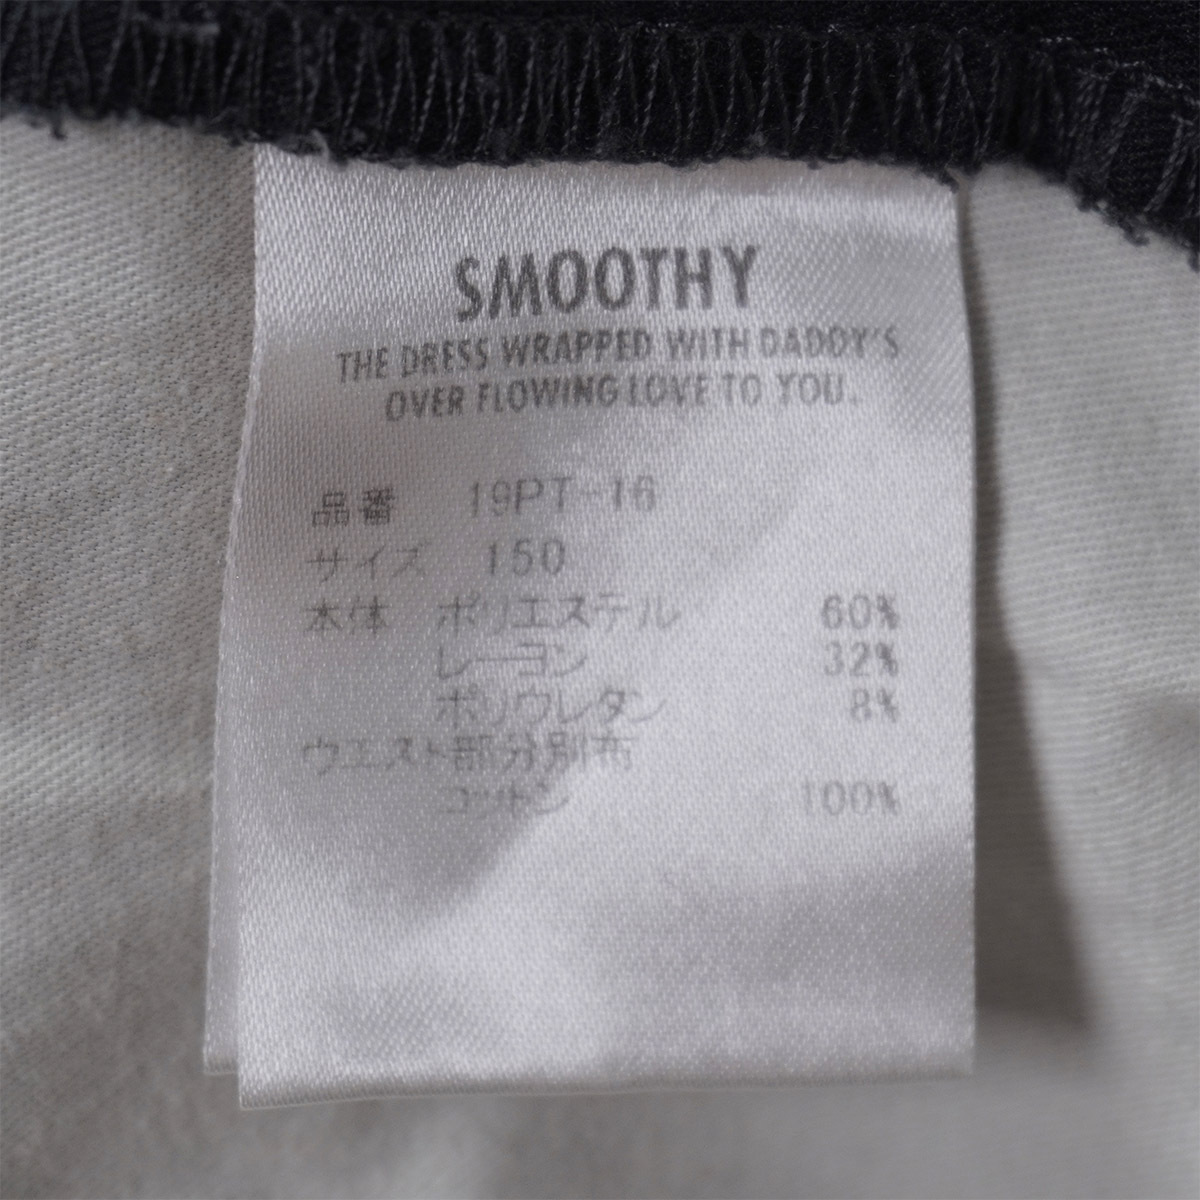 SMOOTHY
THE DRESS WRAPPED WITH DADDY'S
OVER FLOWING LOVE TO YOU.
品番 19PT-16
サイズ 150
本体 ポリエステル 60%
レーヨン 32%
ポリウレタン 8%
ウエスト部分別布
コットン 100%